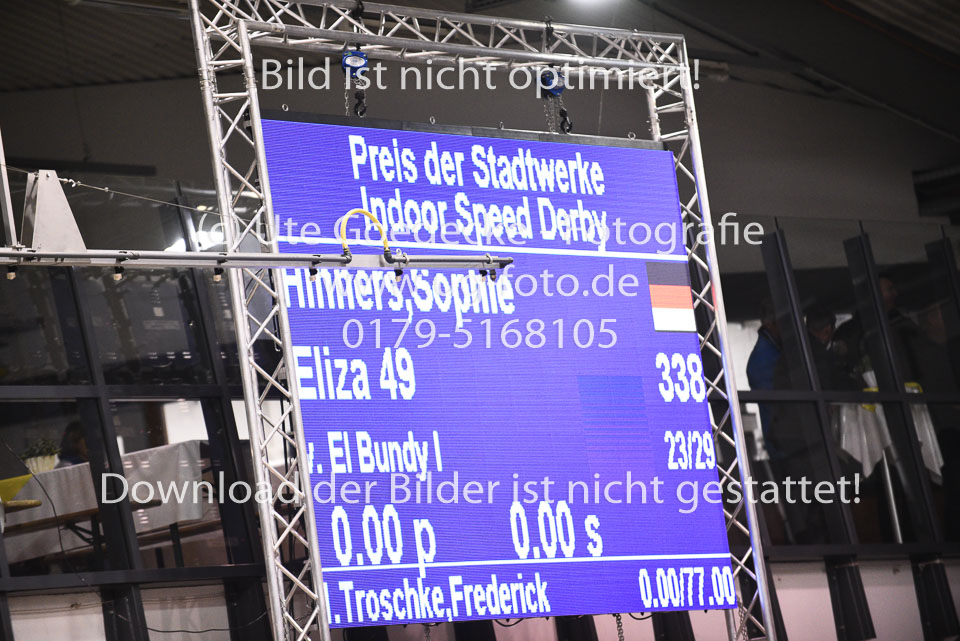 Bild ist nicht optimiert!
Preis der Stadtwerke
Indoor Speed Derby
Ute Goedecke Fotografie
Hinners,Sophie
foto.de
0179-5168105
Eliza 49 338
v. El Bundy I 23/29
Download der Bilder ist nicht gestattet!
0.00 p 0.00 s
.Troschke,Frederick 0.00/77.00